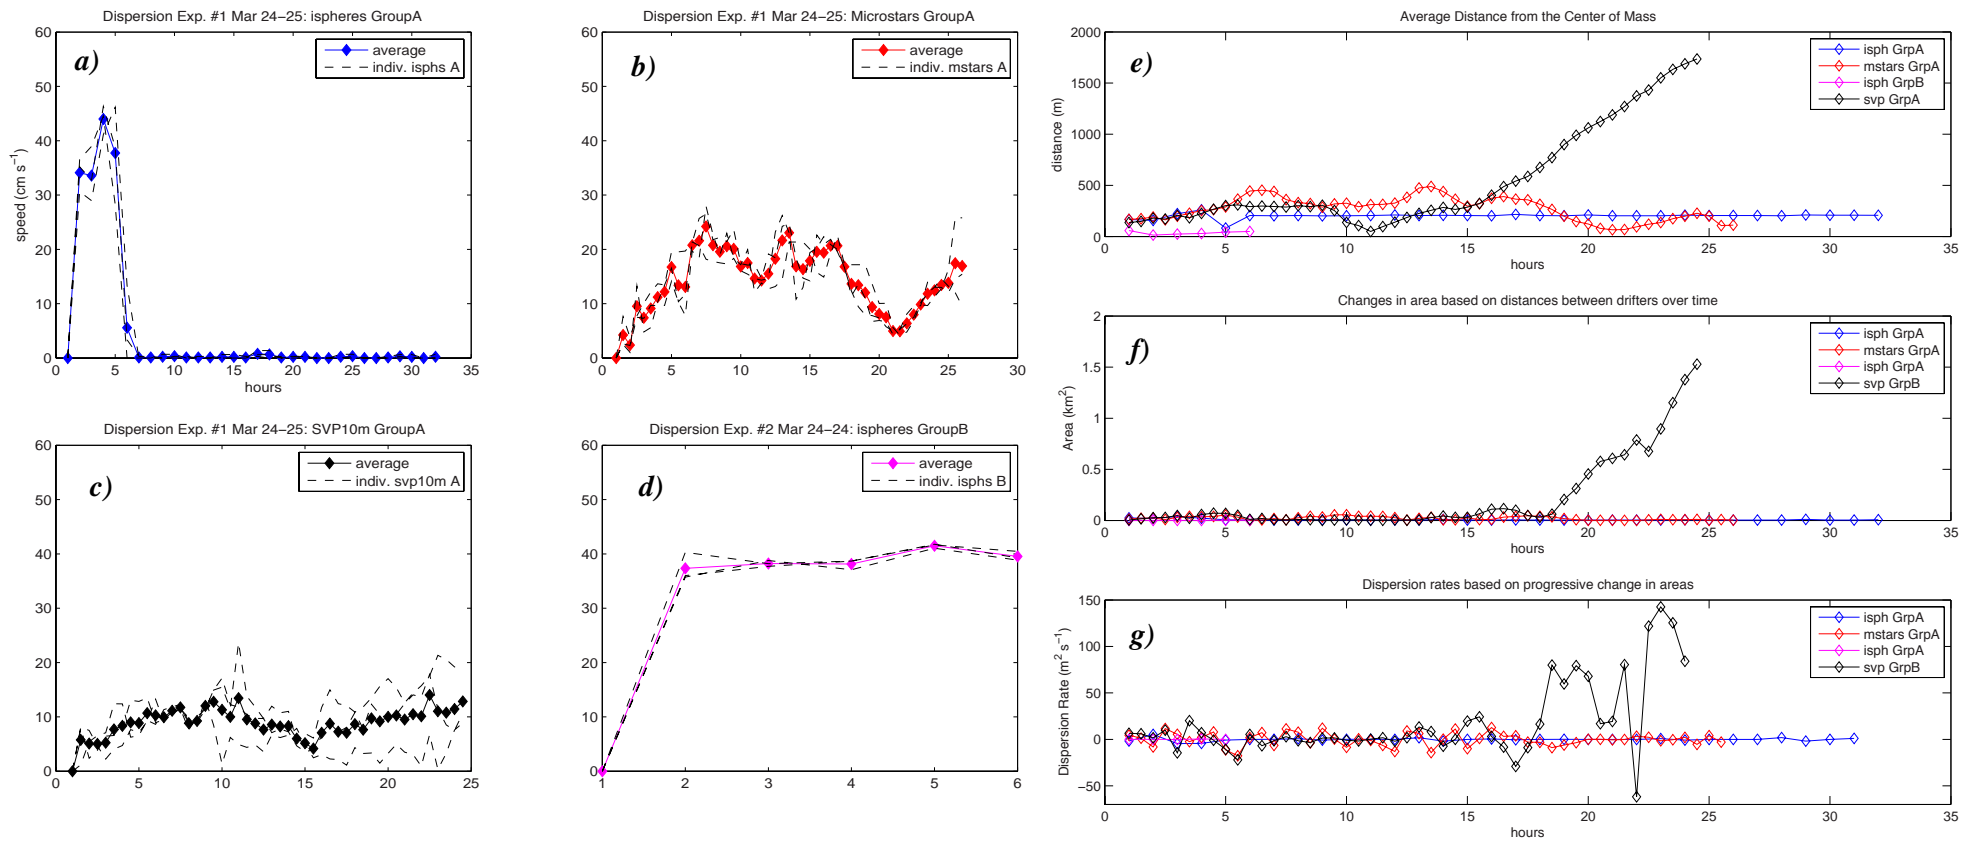 Dispersion Exp. #1 Mar 24–25: ispheres GroupA
a)
average
indiv. isphs A
speed (cm s⁻¹)
60
50
40
30
20
10
0
0 5 10 15 20 25 30 35
hours
Dispersion Exp. #1 Mar 24–25: Microstars GroupA
b)
average
indiv. mstars A
60
50
40
30
20
10
0
0 5 10 15 20 25 30
Dispersion Exp. #1 Mar 24–25: SVP10m GroupA
c)
average
indiv. svp10m A
60
50
40
30
20
10
0
0 5 10 15 20 25
Dispersion Exp. #2 Mar 24–24: ispheres GroupB
d)
average
indiv. isphs B
60
50
40
30
20
10
0
1 2 3 4 5 6
Average Distance from the Center of Mass
e)
isph GrpA
mstars GrpA
isph GrpB
svp GrpA
distance (m)
2000
1500
1000
500
0
0 5 10 15 20 25 30 35
hours
Changes in area based on distances between drifters over time
f)
isph GrpA
mstars GrpA
isph GrpA
svp GrpB
Area (km²)
2
1.5
1
0.5
0
0 5 10 15 20 25 30 35
hours
Dispersion rates based on progressive change in areas
g)
isph GrpA
mstars GrpA
isph GrpA
svp GrpB
Dispersion Rate (m² s⁻¹)
150
100
50
0
−50
0 5 10 15 20 25 30 35
hours